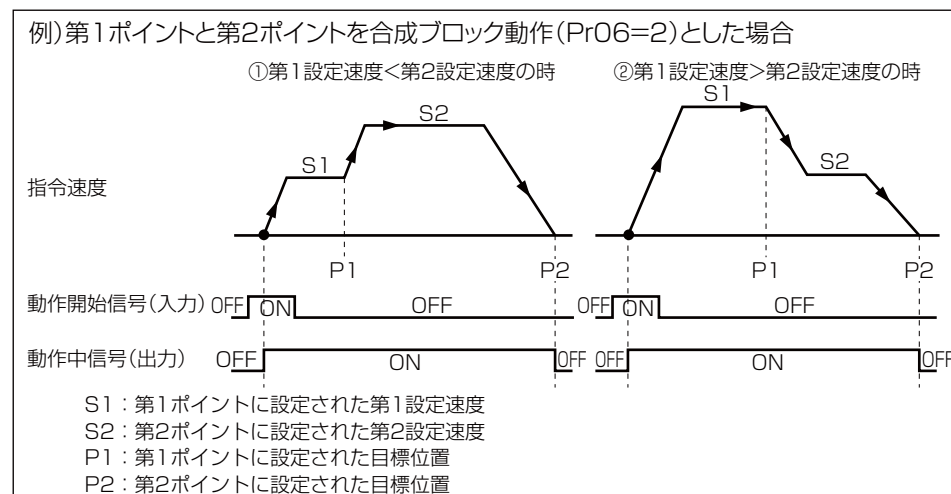 例)第1ポイントと第2ポイントを合成ブロック動作(Pr06=2)とした場合
①第1設定速度<第2設定速度の時
②第1設定速度>第2設定速度の時
指令速度
S1
S2
S1
S2
P1
P2
P1
P2
動作開始信号(入力) OFF ON OFF OFF ON OFF
動作中信号(出力) OFF ON OFF OFF ON OFF
S1:第1ポイントに設定された第1設定速度
S2:第2ポイントに設定された第2設定速度
P1:第1ポイントに設定された目標位置
P2:第2ポイントに設定された目標位置